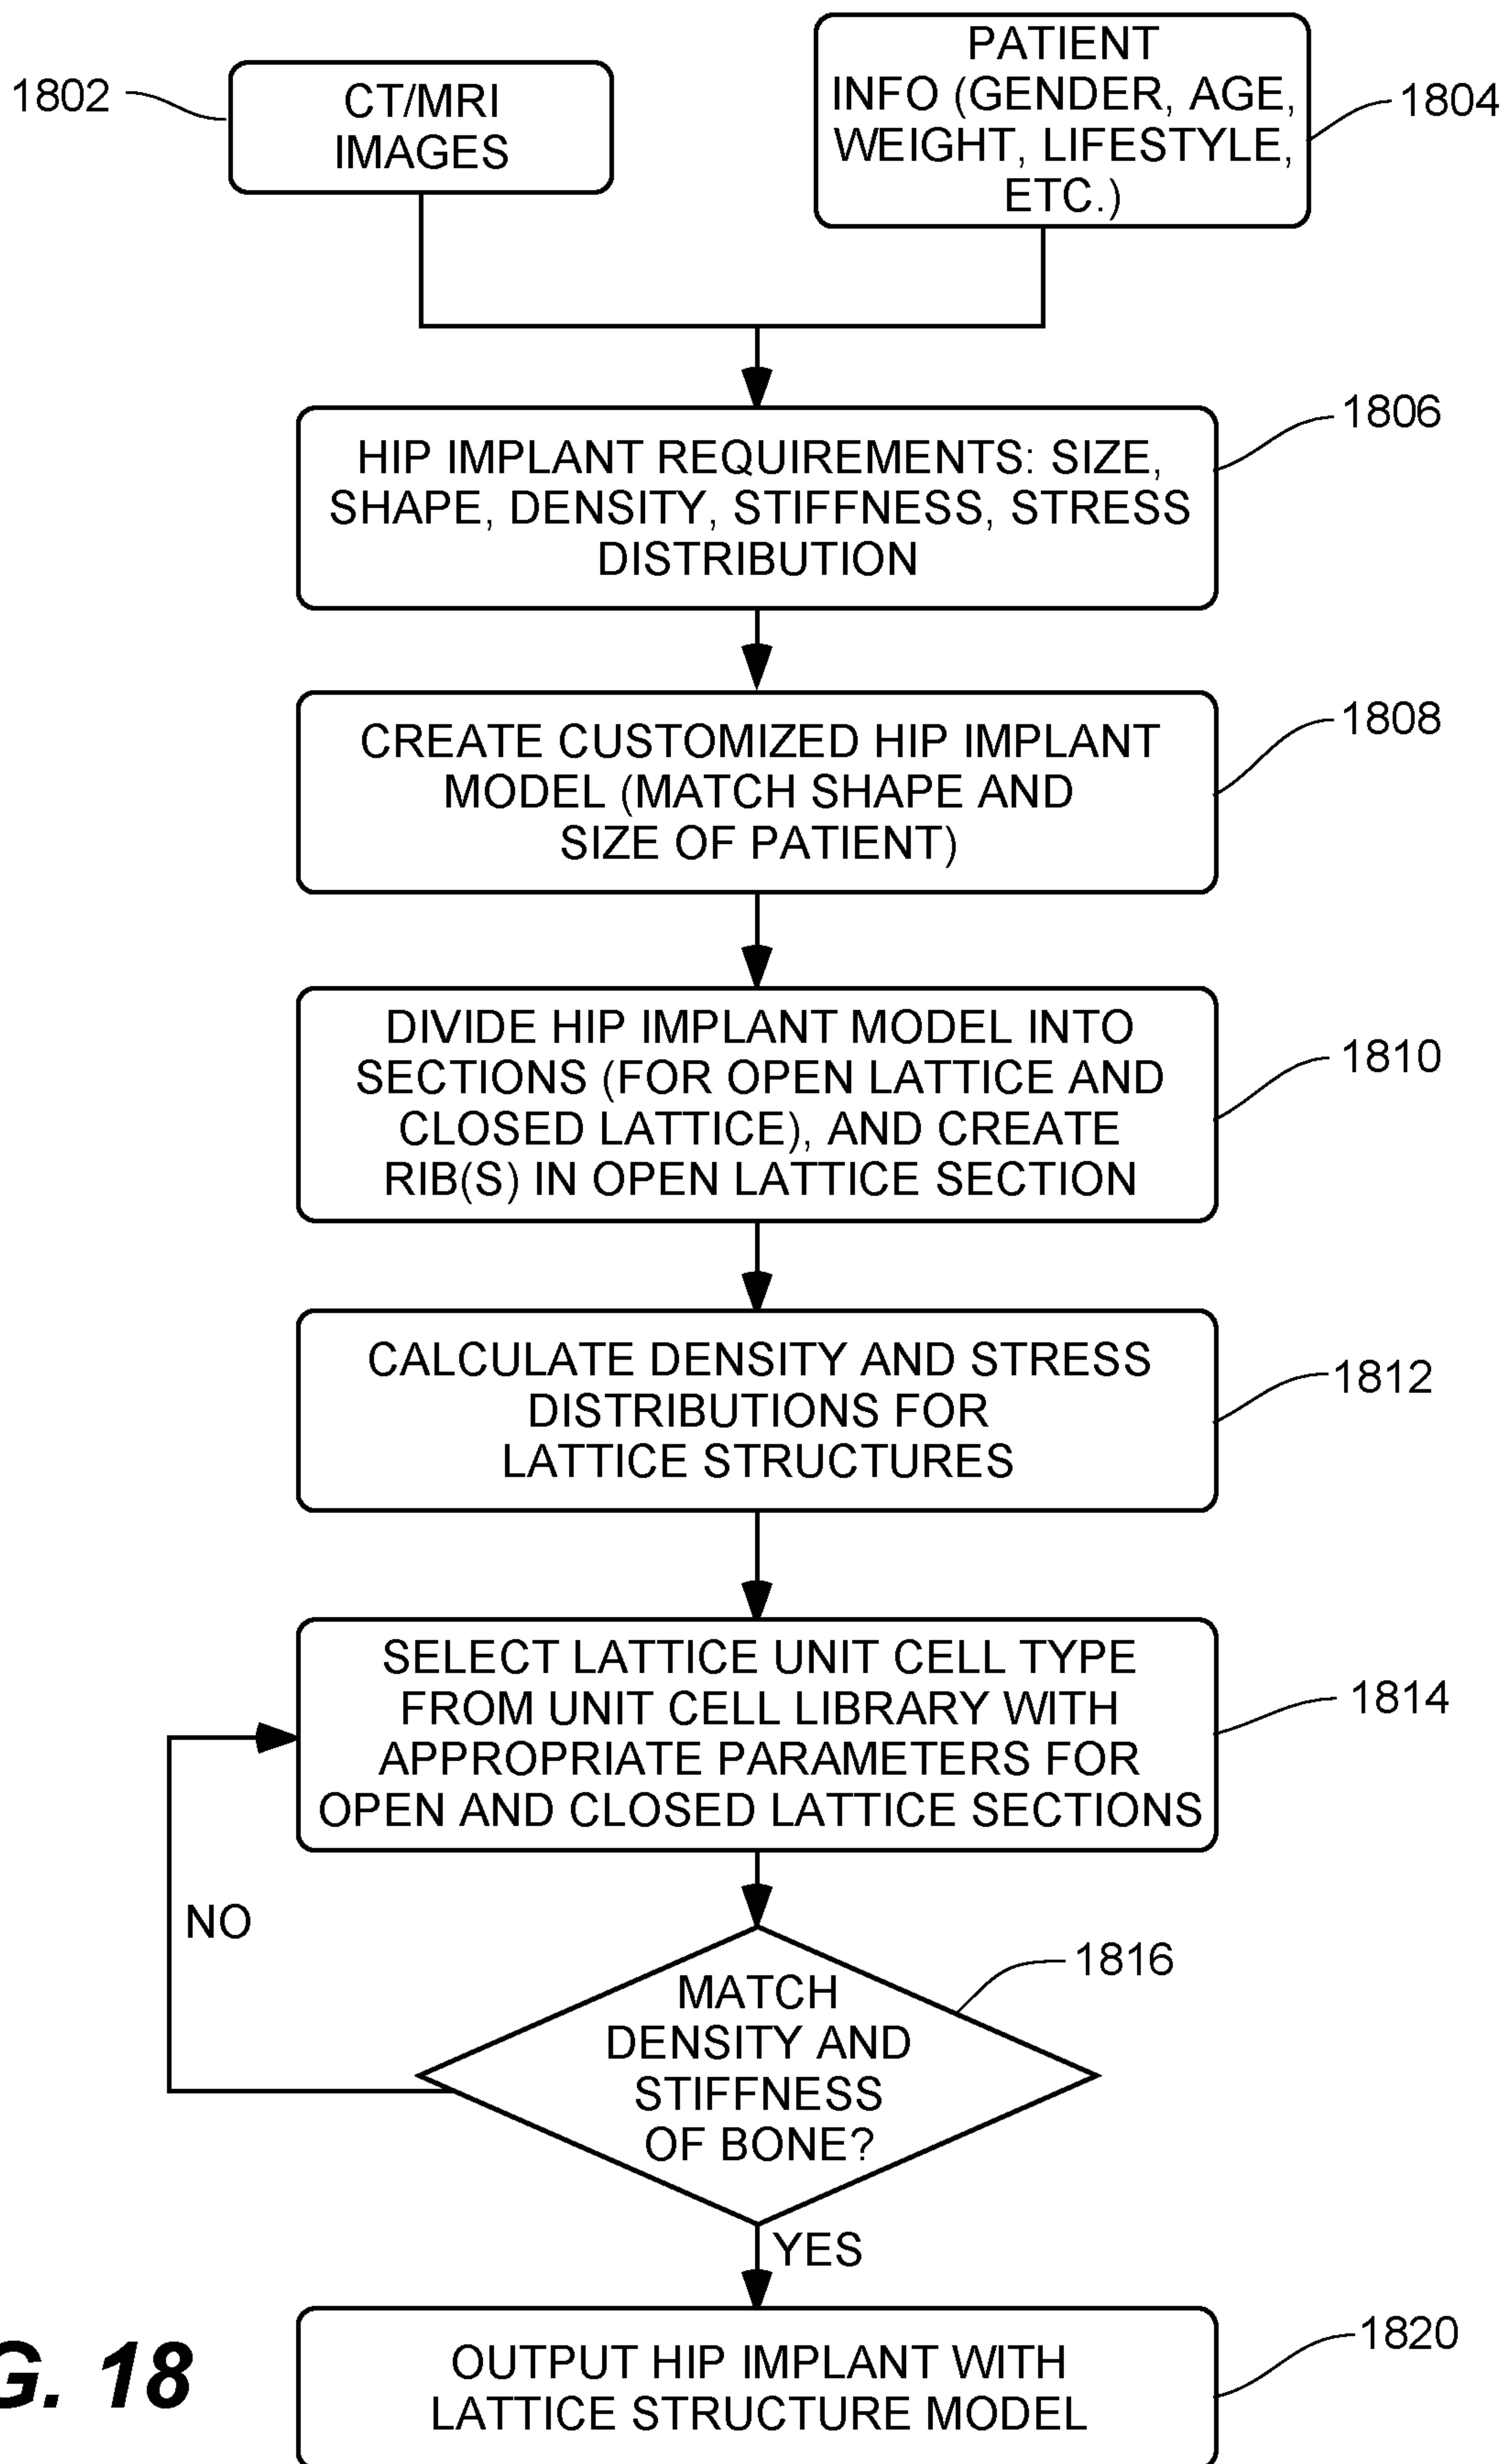 1802
CT/MRI
IMAGES
PATIENT
INFO (GENDER, AGE,
WEIGHT, LIFESTYLE,
ETC.)
1804
1806
HIP IMPLANT REQUIREMENTS: SIZE,
SHAPE, DENSITY, STIFFNESS, STRESS
DISTRIBUTION
1808
CREATE CUSTOMIZED HIP IMPLANT
MODEL (MATCH SHAPE AND
SIZE OF PATIENT)
1810
DIVIDE HIP IMPLANT MODEL INTO
SECTIONS (FOR OPEN LATTICE AND
CLOSED LATTICE), AND CREATE
RIB(S) IN OPEN LATTICE SECTION
1812
CALCULATE DENSITY AND STRESS
DISTRIBUTIONS FOR
LATTICE STRUCTURES
1814
SELECT LATTICE UNIT CELL TYPE
FROM UNIT CELL LIBRARY WITH
APPROPRIATE PARAMETERS FOR
OPEN AND CLOSED LATTICE SECTIONS
NO
1816
MATCH
DENSITY AND
STIFFNESS
OF BONE?
YES
1820
OUTPUT HIP IMPLANT WITH
LATTICE STRUCTURE MODEL
G. 18